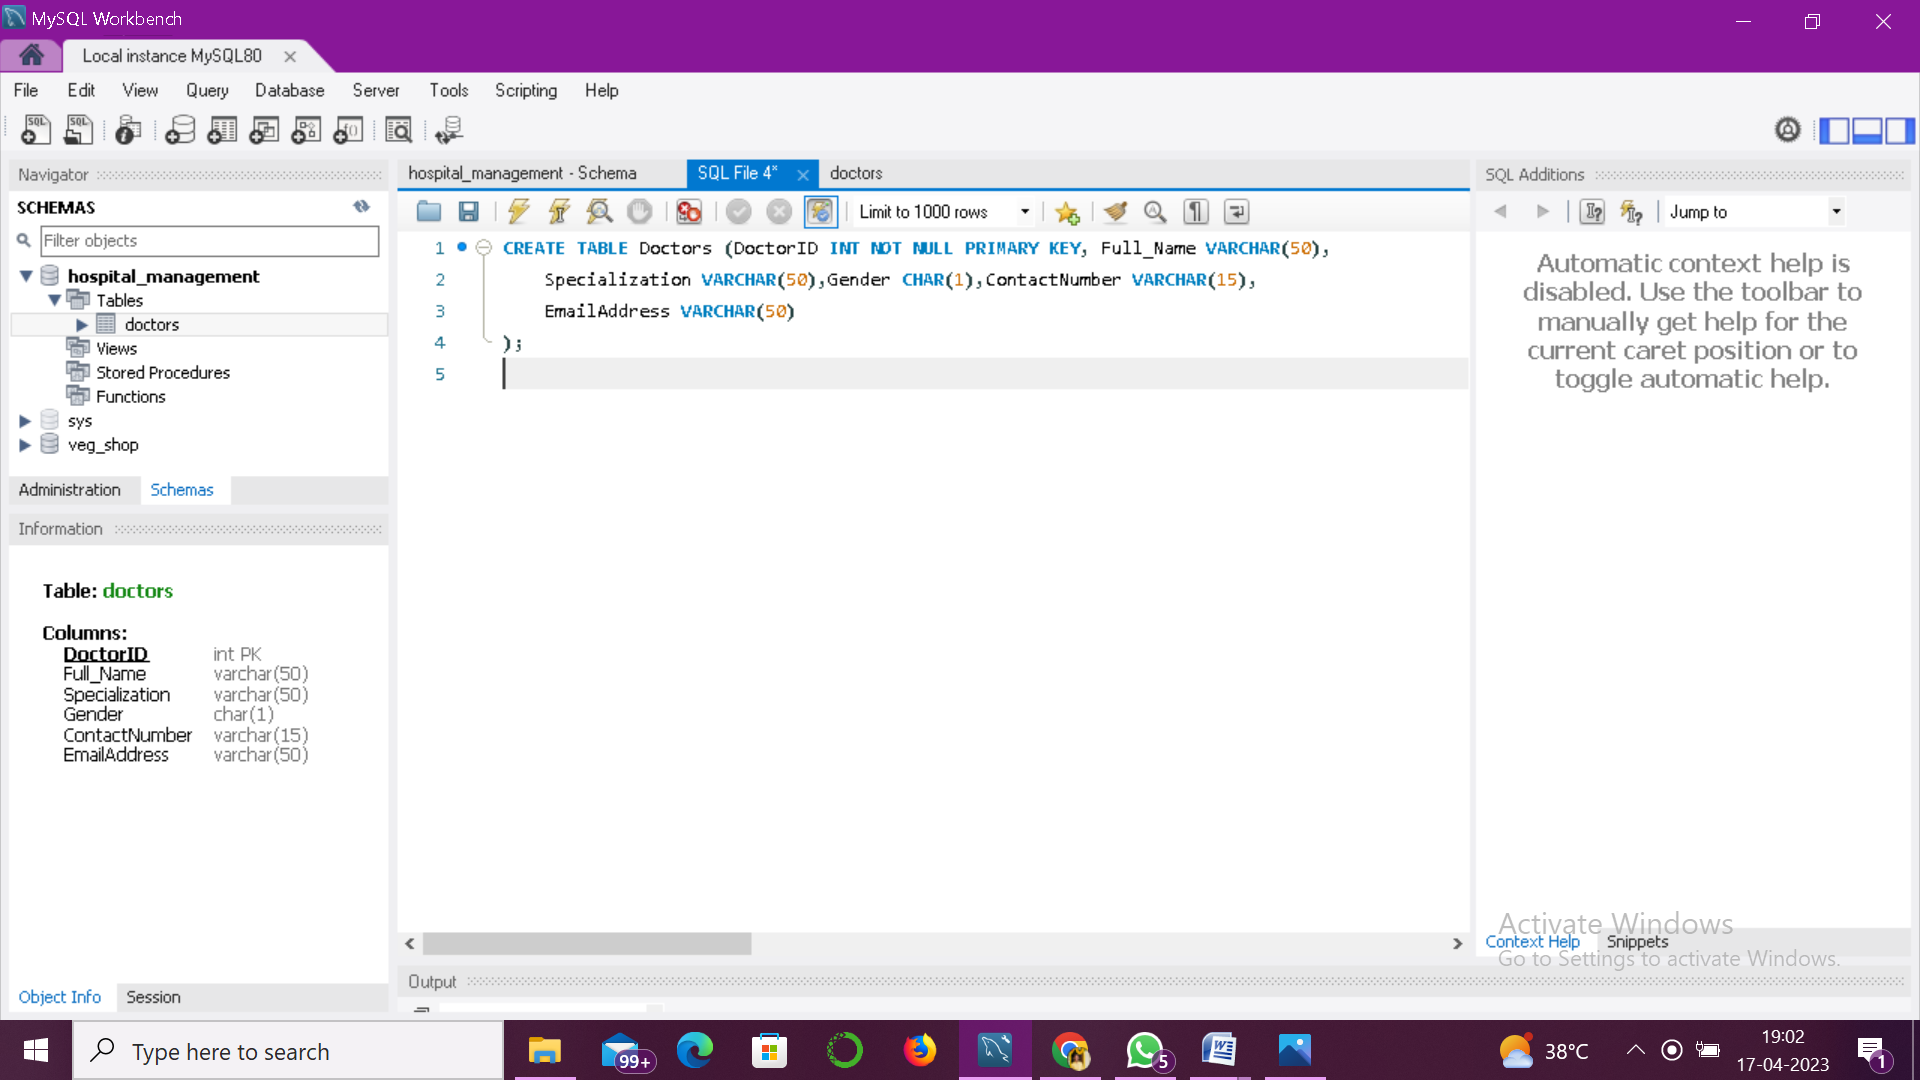 MySQL Workbench
Local instance MySQL80
File Edit View Query Database Server Tools Scripting Help
Navigator
SCHEMAS
Filter objects
hospital_management
Tables
doctors
Views
Stored Procedures
Functions
sys
veg_shop
Administration Schemas
Information
Table: doctors
Columns:
DoctorID int PK
Full_Name varchar(50)
Specialization varchar(50)
Gender char(1)
ContactNumber varchar(15)
EmailAddress varchar(50)
Object Info Session
hospital_management - Schema SQL File 4* doctors
Limit to 1000 rows
1 CREATE TABLE Doctors (DoctorID INT NOT NULL PRIMARY KEY, Full_Name VARCHAR(50),
2 Specialization VARCHAR(50),Gender CHAR(1),ContactNumber VARCHAR(15),
3 EmailAddress VARCHAR(50)
4 );
5
Output
SQL Additions
Jump to
Automatic context help is
disabled. Use the toolbar to
manually get help for the
current caret position or to
toggle automatic help.
Activate Windows
Context Help Snippets
Go to Settings to activate Windows.
Type here to search
99+
5
38°C
19:02
17-04-2023
1